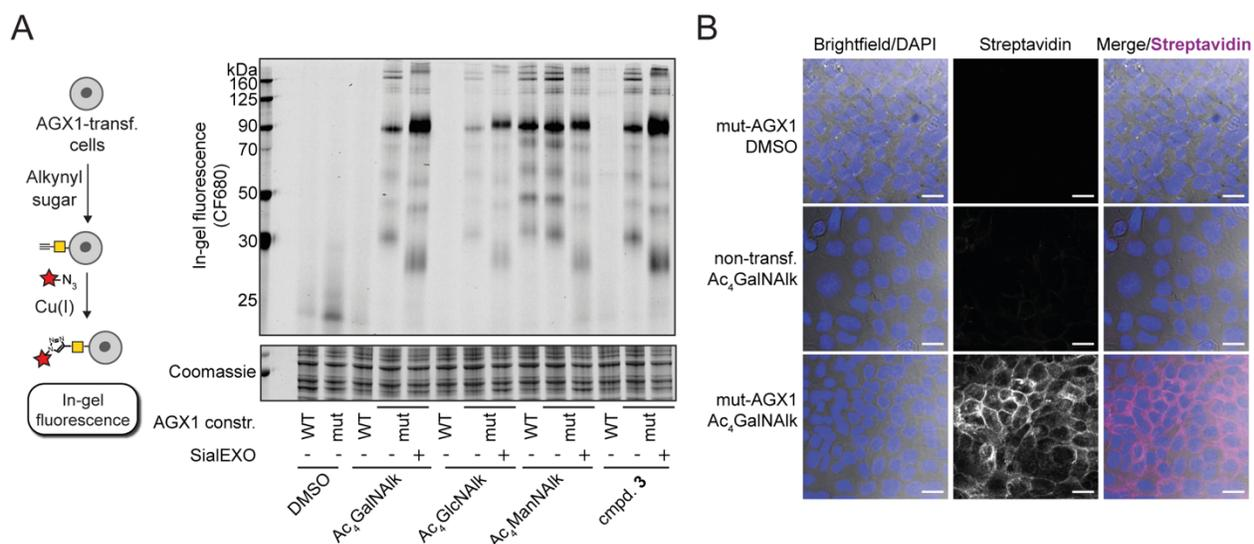 A
AGX1-transf.
cells
Alkynyl
sugar
N3
Cu(I)
N=N
N
In-gel
fluorescence
In-gel fluorescence
(CF680)
kDa
160
125
90
70
50
30
25
Coomassie
AGX1 constr.
WT mut WT mut WT mut WT mut WT mut
SialEXO
- - - - + - - + - - + - - +
DMSO
Ac4GalNAlk
Ac4GlcNAlk
Ac4ManNAlk
cmpd. 3
B
Brightfield/DAPI Streptavidin Merge/Streptavidin
mut-AGX1
DMSO
non-transf.
Ac4GalNAlk
mut-AGX1
Ac4GalNAlk